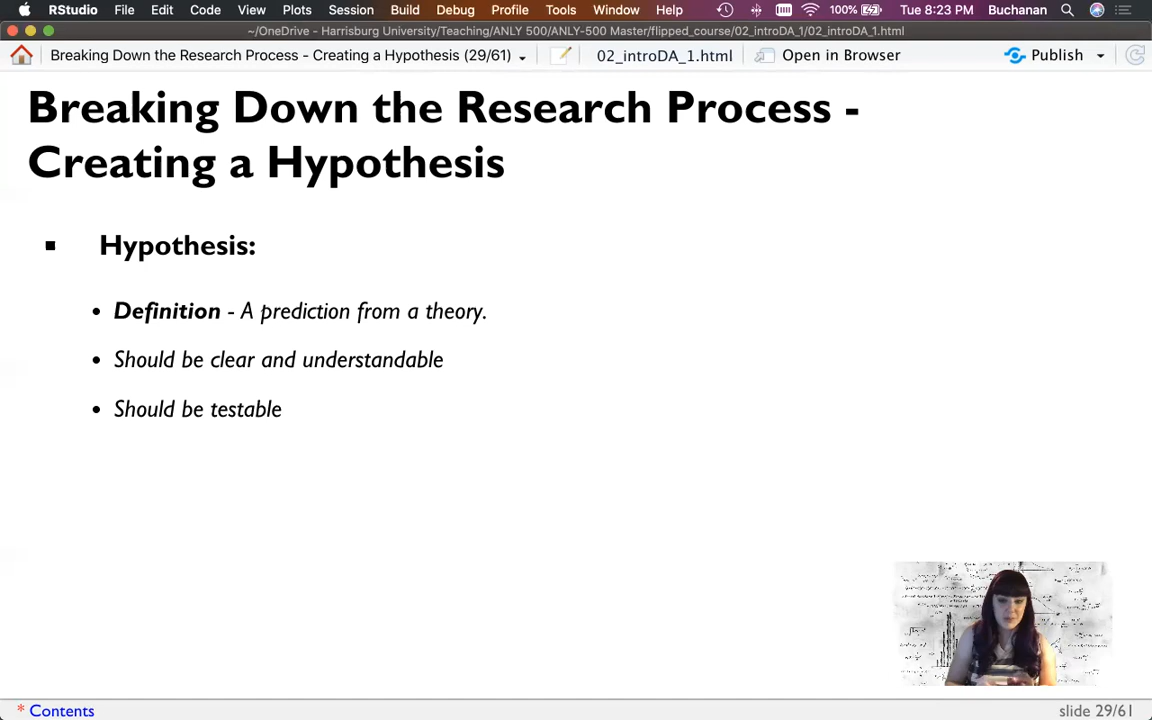 RStudio File Edit Code View Plots Session Build Debug Profile Tools Window Help 100% Tue 8:23 PM Buchanan
~/OneDrive - Harrisburg University/Teaching/ANLY 500/ANLY-500 Master/flipped_course/02_introDA_1/02_introDA_1.html
Breaking Down the Research Process - Creating a Hypothesis (29/61) 02_introDA_1.html Open in Browser Publish
Breaking Down the Research Process -
Creating a Hypothesis
▪ Hypothesis:
• Definition - A prediction from a theory.
• Should be clear and understandable
• Should be testable
* Contents slide 29/61